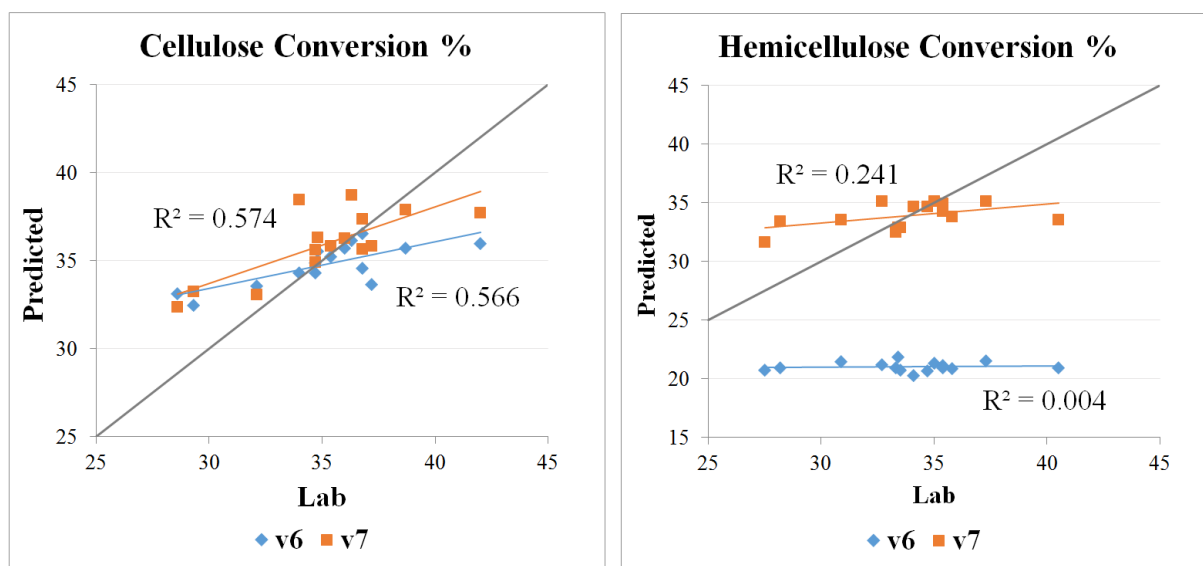 Cellulose Conversion %
45
40
35
30
25
Predicted
R² = 0.574
R² = 0.566
25 30 35 40 45
Lab
v6 v7
Hemicellulose Conversion %
45
40
35
30
25
20
15
Predicted
R² = 0.241
R² = 0.004
25 30 35 40 45
Lab
v6 v7